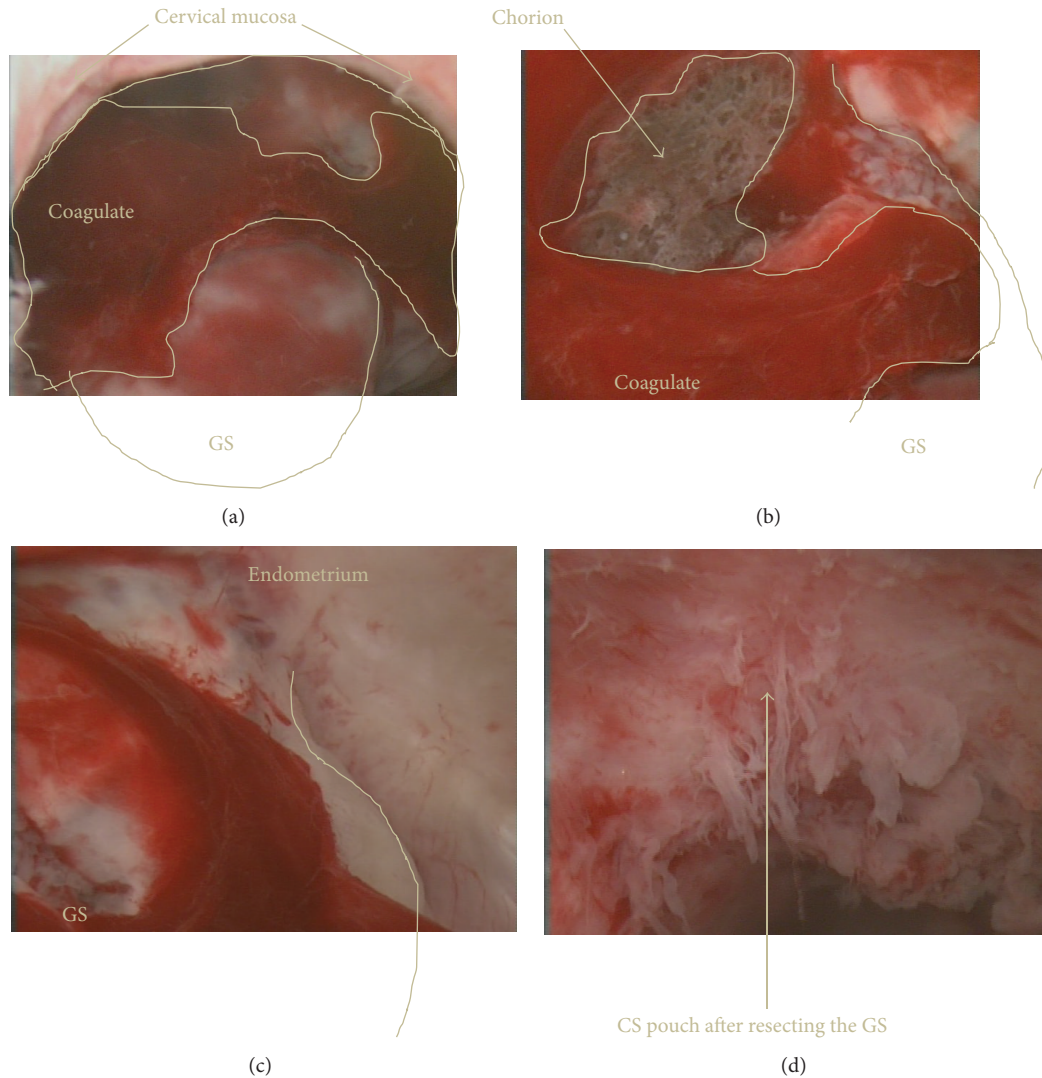 Cervical mucosa
Chorion
Coagulate
Coagulate
GS
GS
(a)
(b)
Endometrium
GS
CS pouch after resecting the GS
(c)
(d)